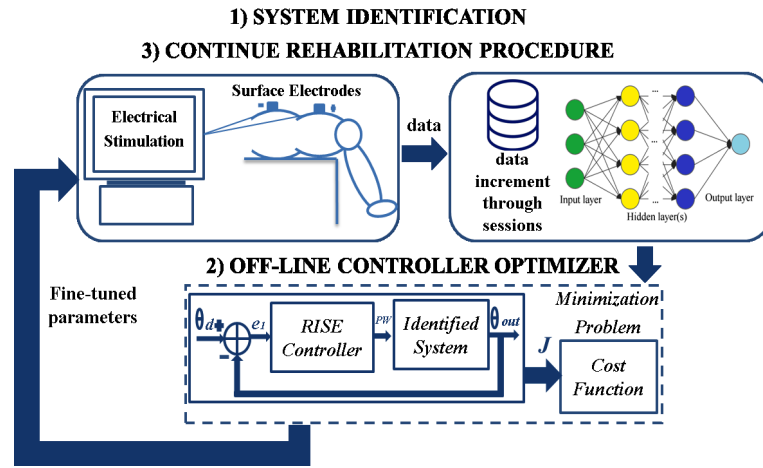 1) SYSTEM IDENTIFICATION
3) CONTINUE REHABILITATION PROCEDURE
Electrical
Stimulation
Surface Electrodes
data
data
increment
through
sessions
...
...
...
Input layer
Hidden layer(s)
Output layer
2) OFF-LINE CONTROLLER OPTIMIZER
Fine-tuned
parameters
θd
+
-
e1
RISE
Controller
PW
Identified
System
θout
J
Minimization
Problem
Cost
Function